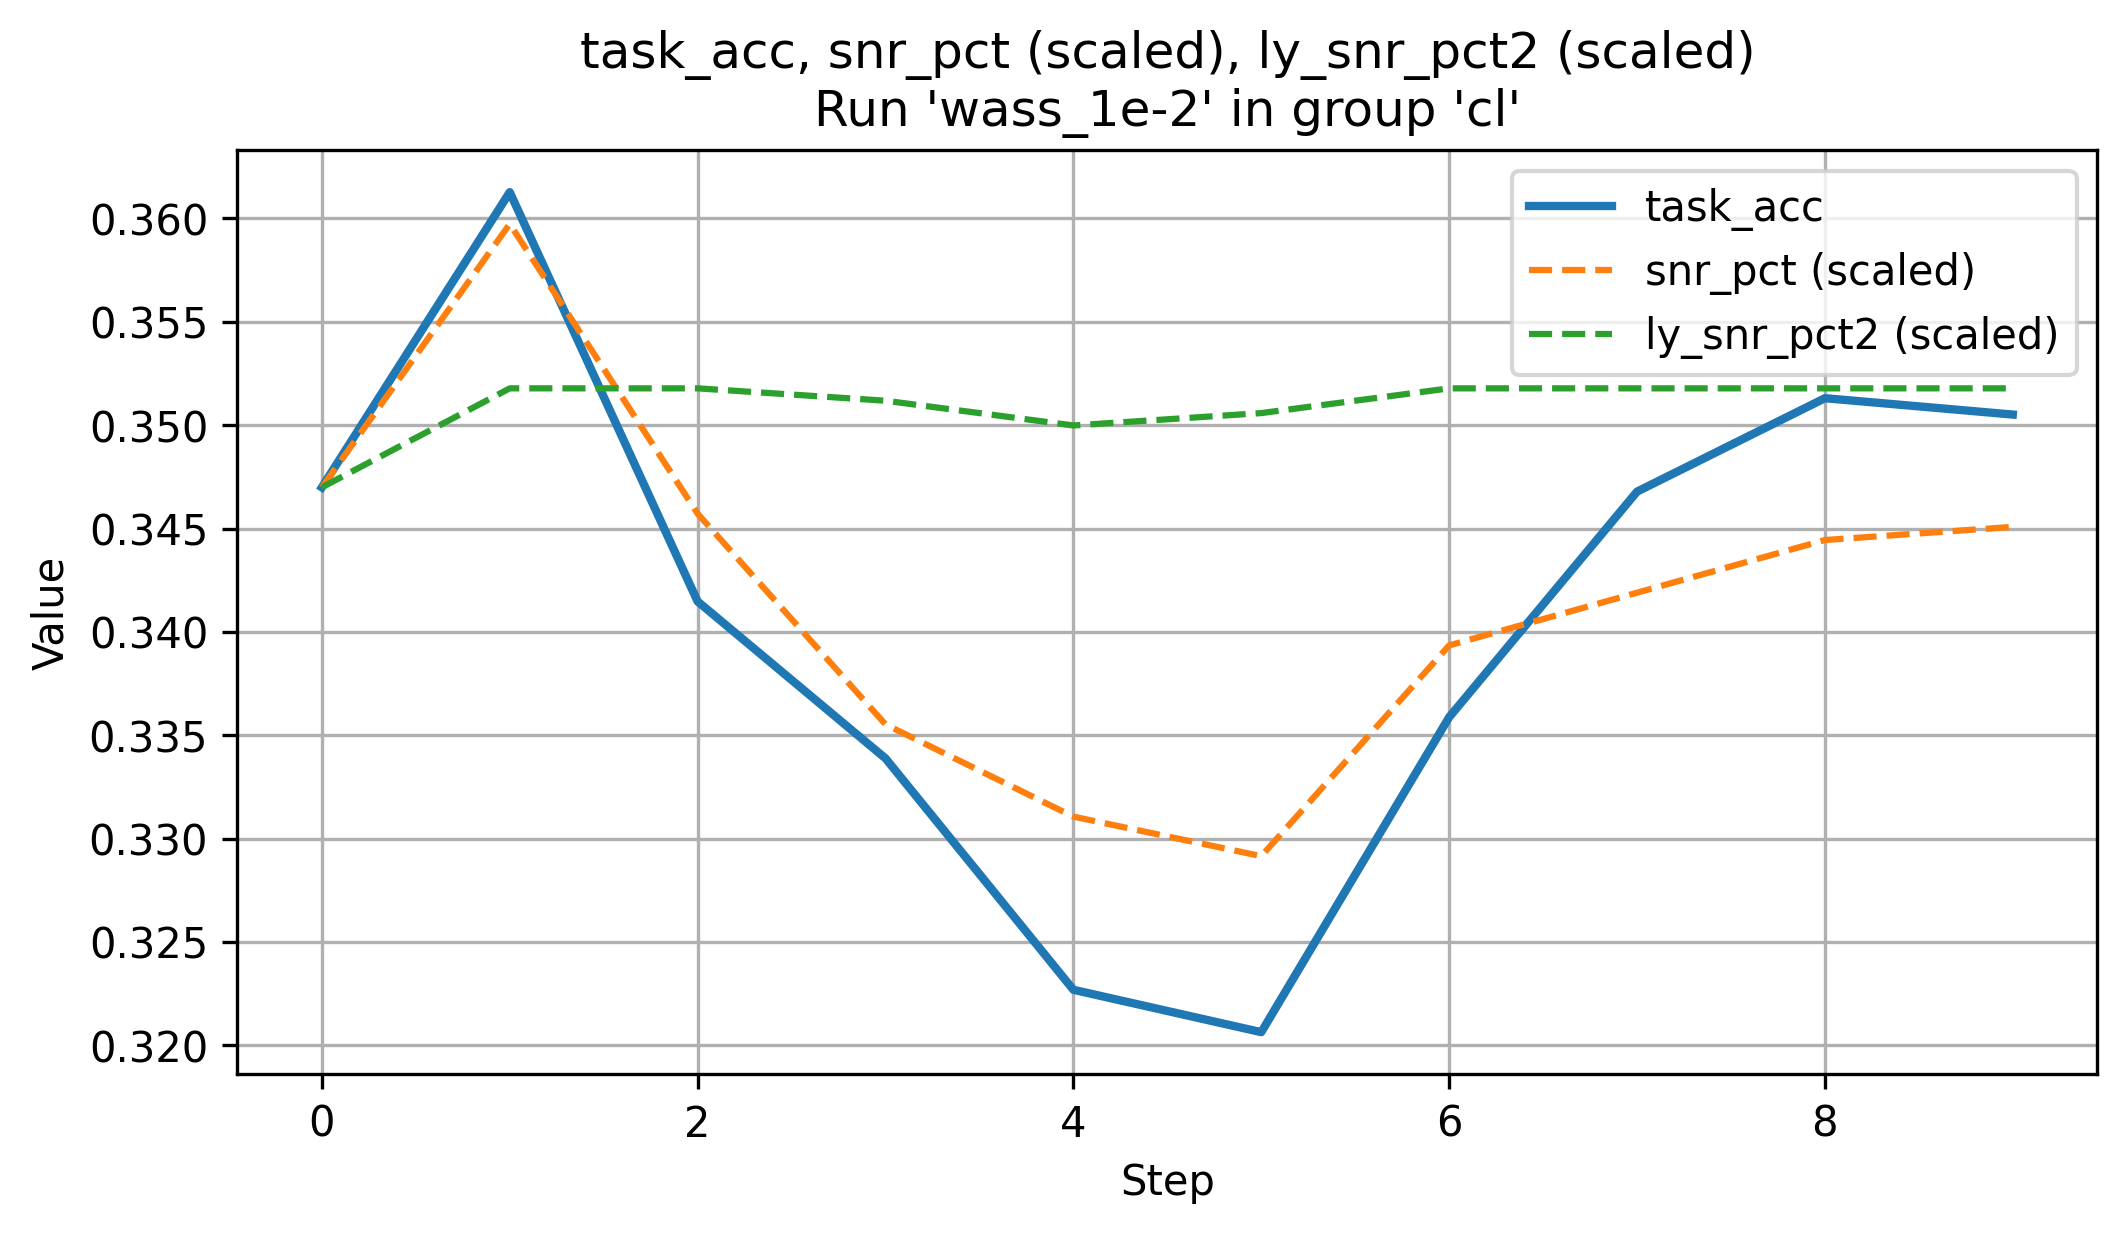 task_acc, snr_pct (scaled), ly_snr_pct2 (scaled)
Run 'wass_1e-2' in group 'cl'
task_acc
snr_pct (scaled)
ly_snr_pct2 (scaled)
0.360
0.355
0.350
0.345
0.340
0.335
0.330
0.325
0.320
Value
0 2 4 6 8
Step